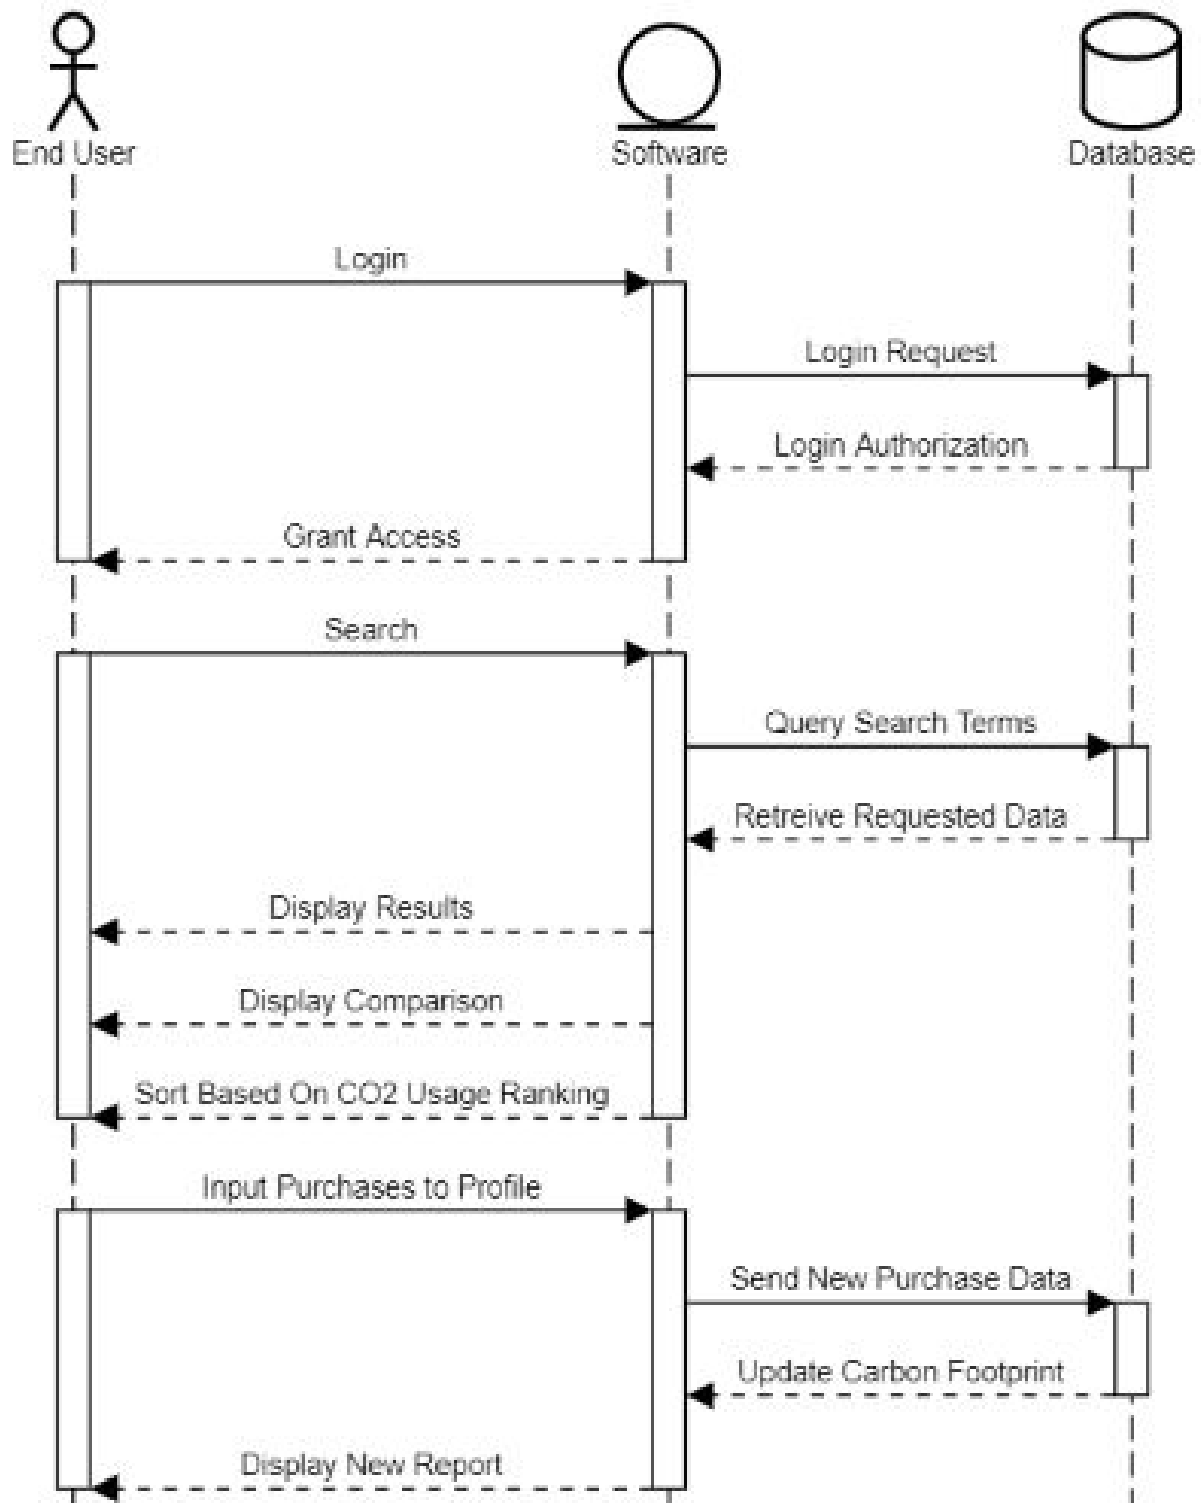 End User
Software
Database
Login
Login Request
Login Authorization
Grant Access
Search
Query Search Terms
Retreive Requested Data
Display Results
Display Comparison
Sort Based On CO2 Usage Ranking
Input Purchases to Profile
Send New Purchase Data
Update Carbon Footprint
Display New Report